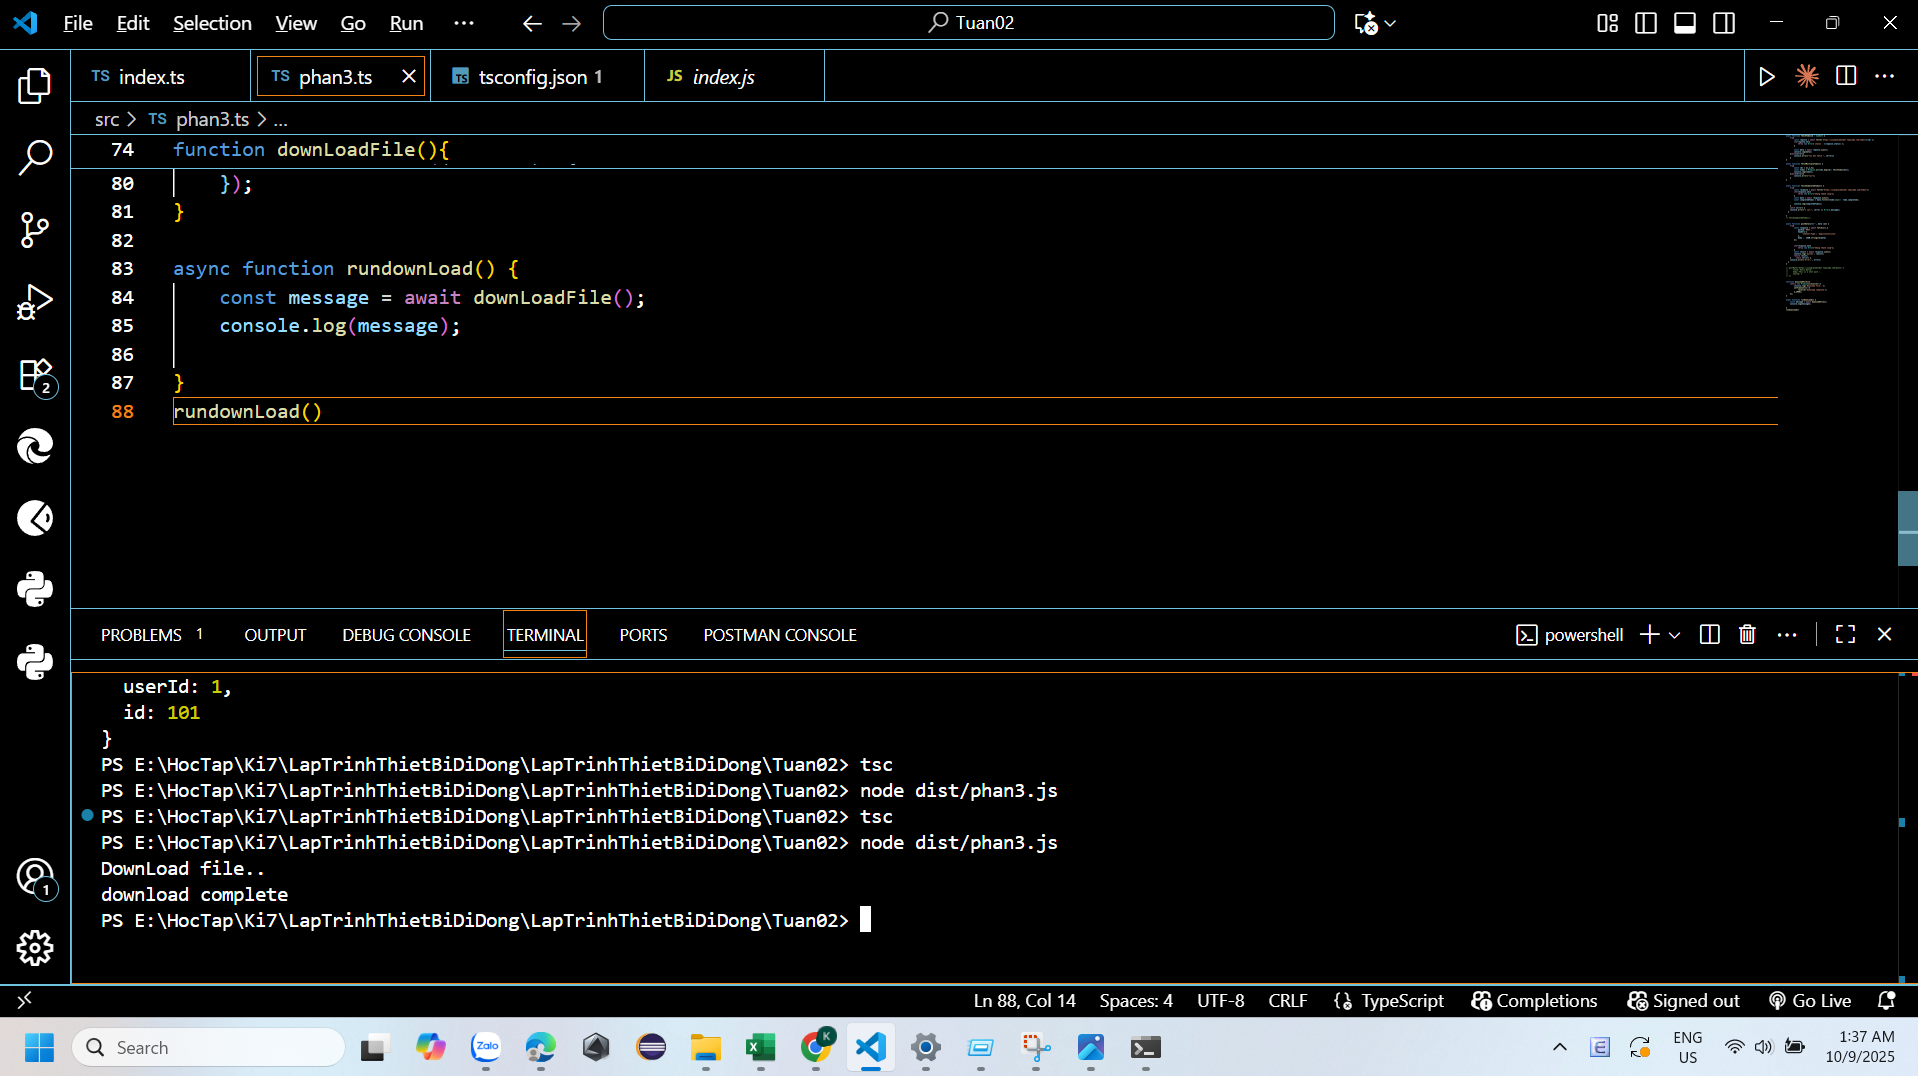 File Edit Selection View Go Run ··· Tuan02
TS index.ts TS phan3.ts tsconfig.json 1 JS index.js
src > TS phan3.ts > ...
74 function downLoadFile(){
80 });
81 }
82
83 async function rundownLoad() {
84 const message = await downLoadFile();
85 console.log(message);
86
87 }
88 rundownLoad()
PROBLEMS 1 OUTPUT DEBUG CONSOLE TERMINAL PORTS POSTMAN CONSOLE powershell
userId: 1,
id: 101
}
PS E:\HocTap\Ki7\LapTrinhThietBiDiDong\LapTrinhThietBiDiDong\Tuan02> tsc
PS E:\HocTap\Ki7\LapTrinhThietBiDiDong\LapTrinhThietBiDiDong\Tuan02> node dist/phan3.js
PS E:\HocTap\Ki7\LapTrinhThietBiDiDong\LapTrinhThietBiDiDong\Tuan02> tsc
PS E:\HocTap\Ki7\LapTrinhThietBiDiDong\LapTrinhThietBiDiDong\Tuan02> node dist/phan3.js
DownLoad file..
download complete
PS E:\HocTap\Ki7\LapTrinhThietBiDiDong\LapTrinhThietBiDiDong\Tuan02>
2
1
Ln 88, Col 14 Spaces: 4 UTF-8 CRLF TypeScript Completions Signed out Go Live
Search Zalo K ENG 1:37 AM
US 10/9/2025